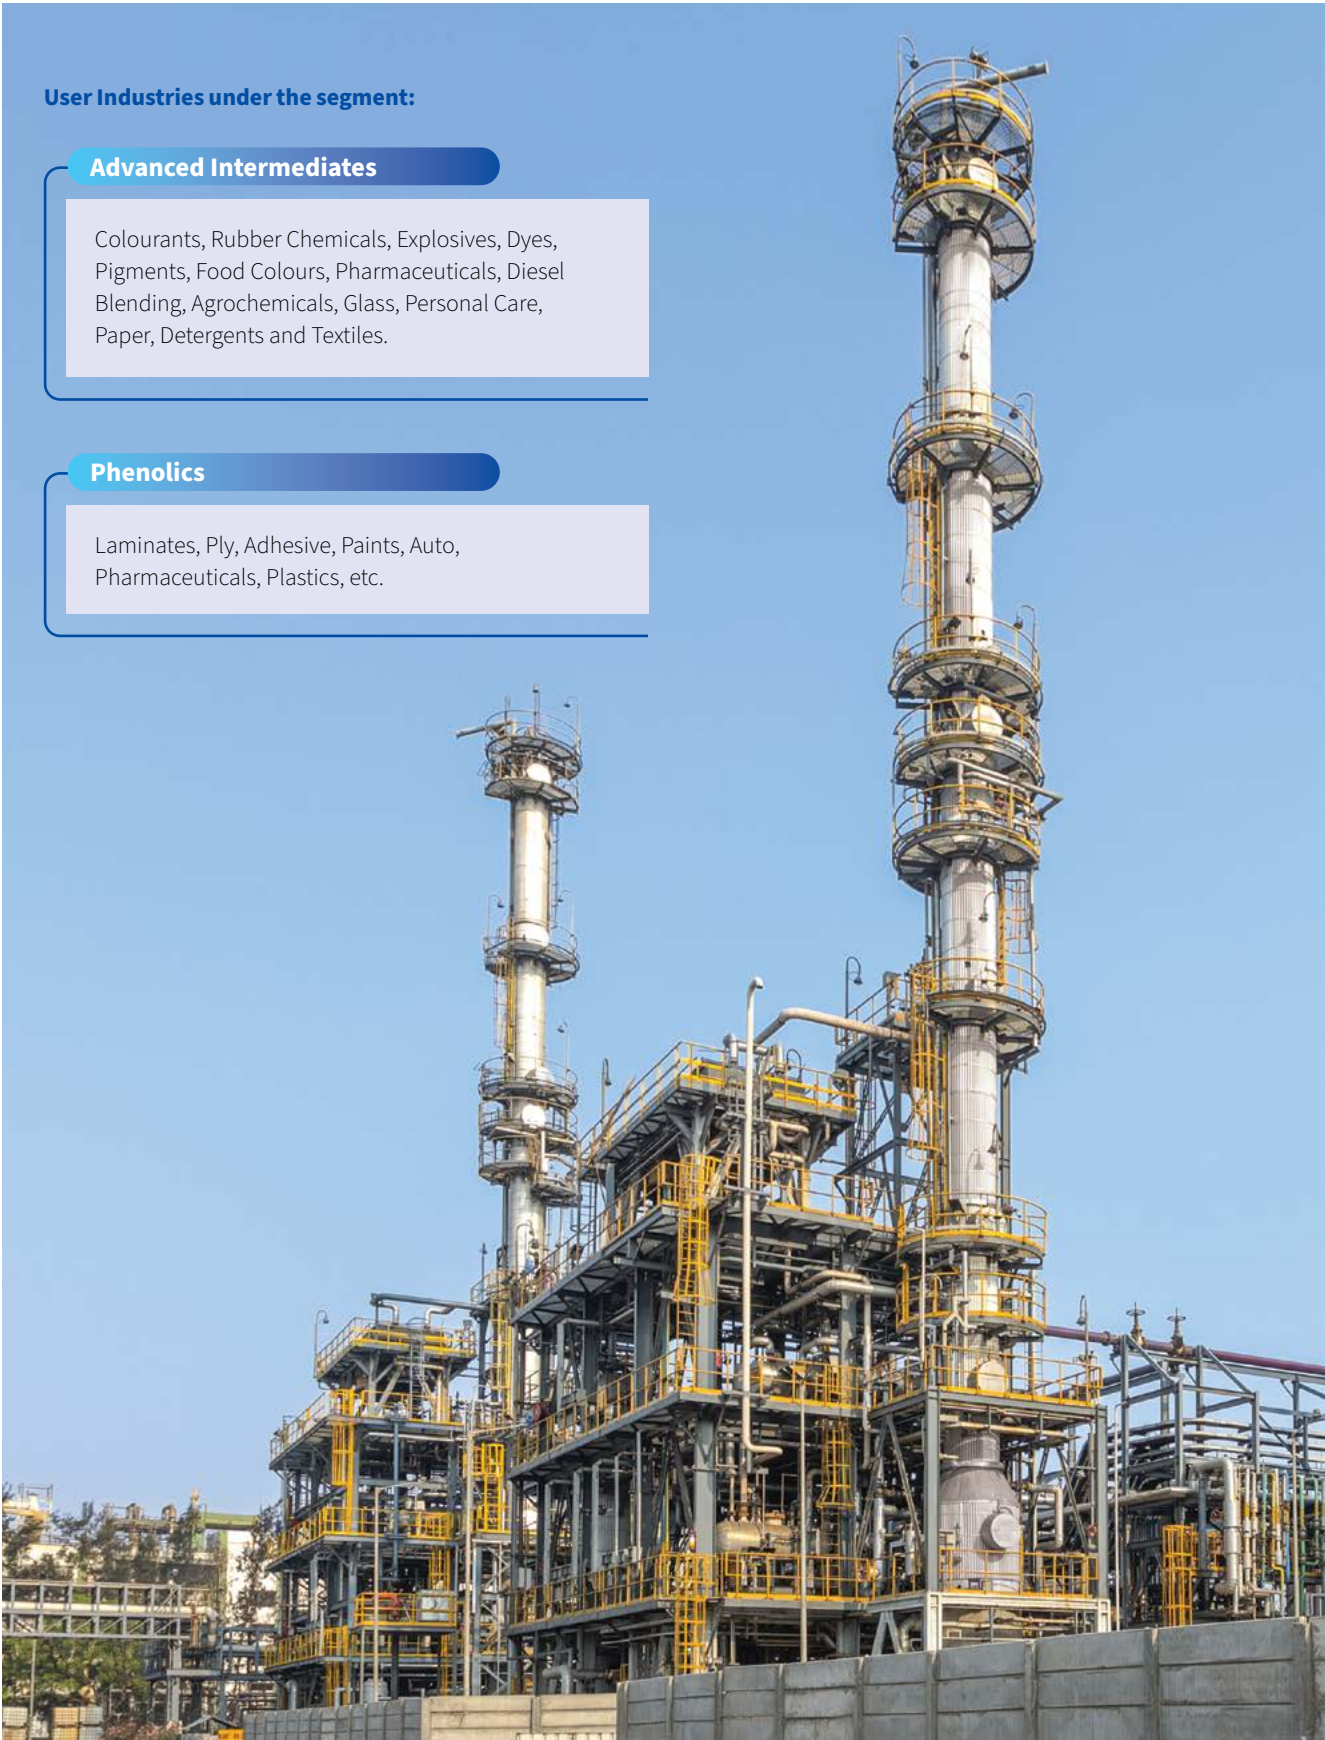 User Industries under the segment:
Advanced Intermediates
Colourants, Rubber Chemicals, Explosives, Dyes,
Pigments, Food Colours, Pharmaceuticals, Diesel
Blending, Agrochemicals, Glass, Personal Care,
Paper, Detergents and Textiles.
Phenolics
Laminates, Ply, Adhesive, Paints, Auto,
Pharmaceuticals, Plastics, etc.